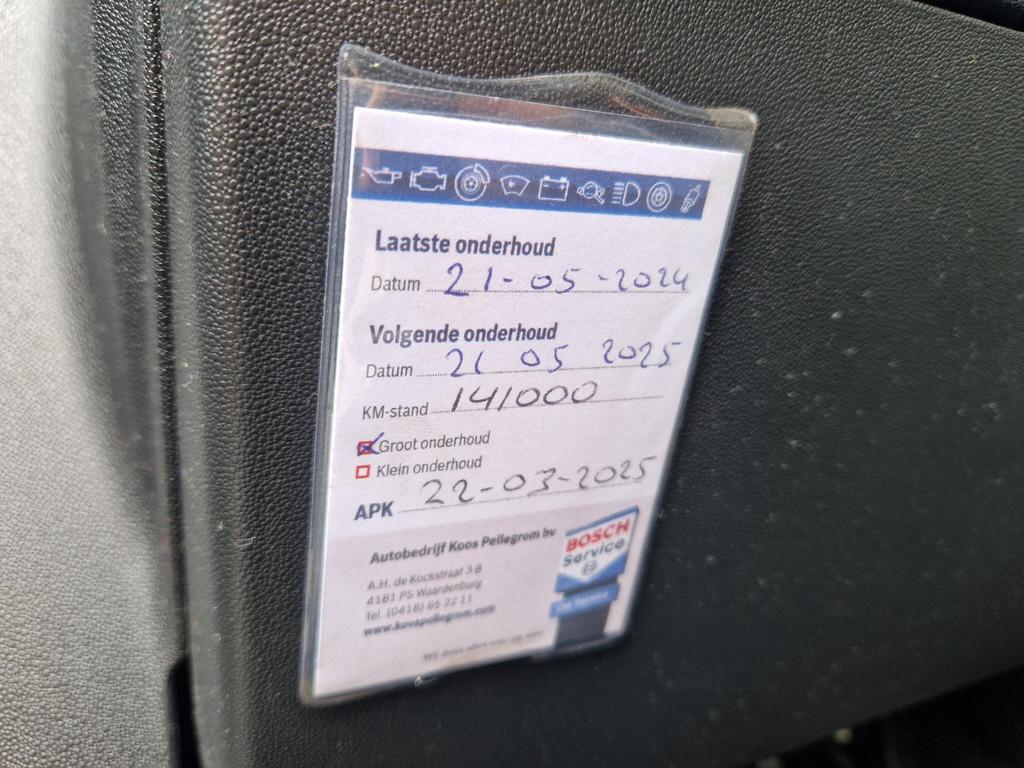 Laatste onderhoud
Datum 21-05-2024
Volgende onderhoud
Datum 21 05 2025
KM-stand 141000
Groot onderhoud
Klein onderhoud
APK 22-03-2025
Autobedrijf Koos Pellegrom bv
A.H. de Kockstraat 3 B
4181 PS Waardenburg
Tel. (0418) 65 22 11
www.koospellegrom.com
BOSCH
Service
Car Service